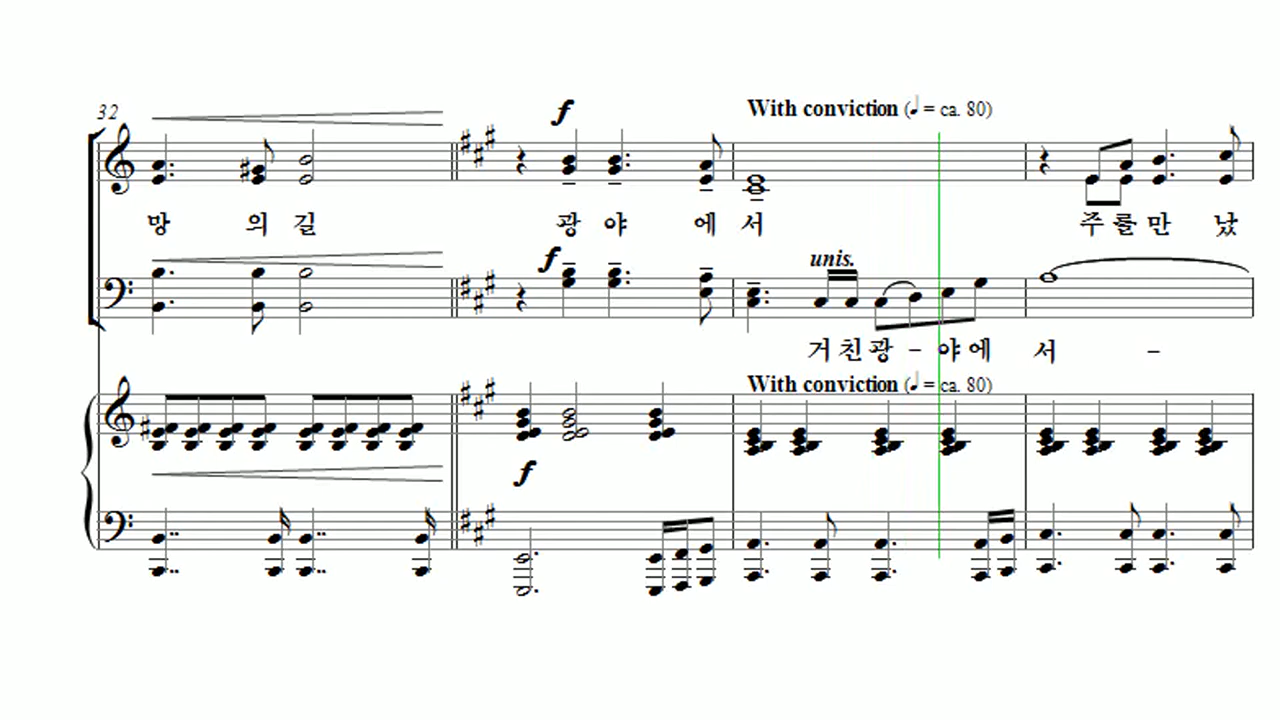 32
f
With conviction (♩ = ca. 80)
망 의 길 광 야 에 서 주 를 만 났
f
unis.
거 친 광 - 야 에 서 -
With conviction (♩ = ca. 80)
f